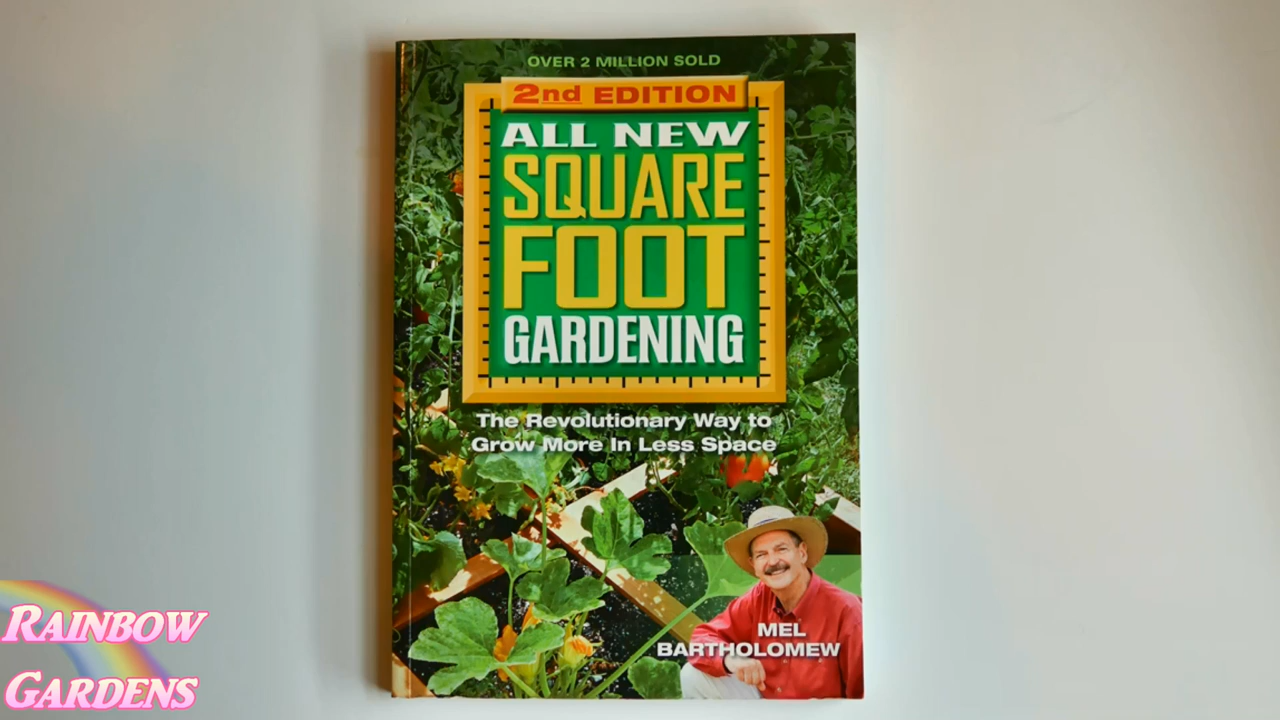 OVER 2 MILLION SOLD
2nd EDITION
ALL NEW
SQUARE
FOOT
GARDENING
The Revolutionary Way to
Grow More In Less Space
MEL
BARTHOLOMEW
RAINBOW
GARDENS